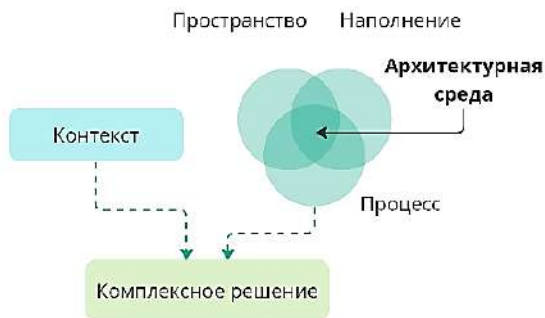 Пространство Наполнение
Архитектурная
среда
Контекст
Процесс
Комплексное решение